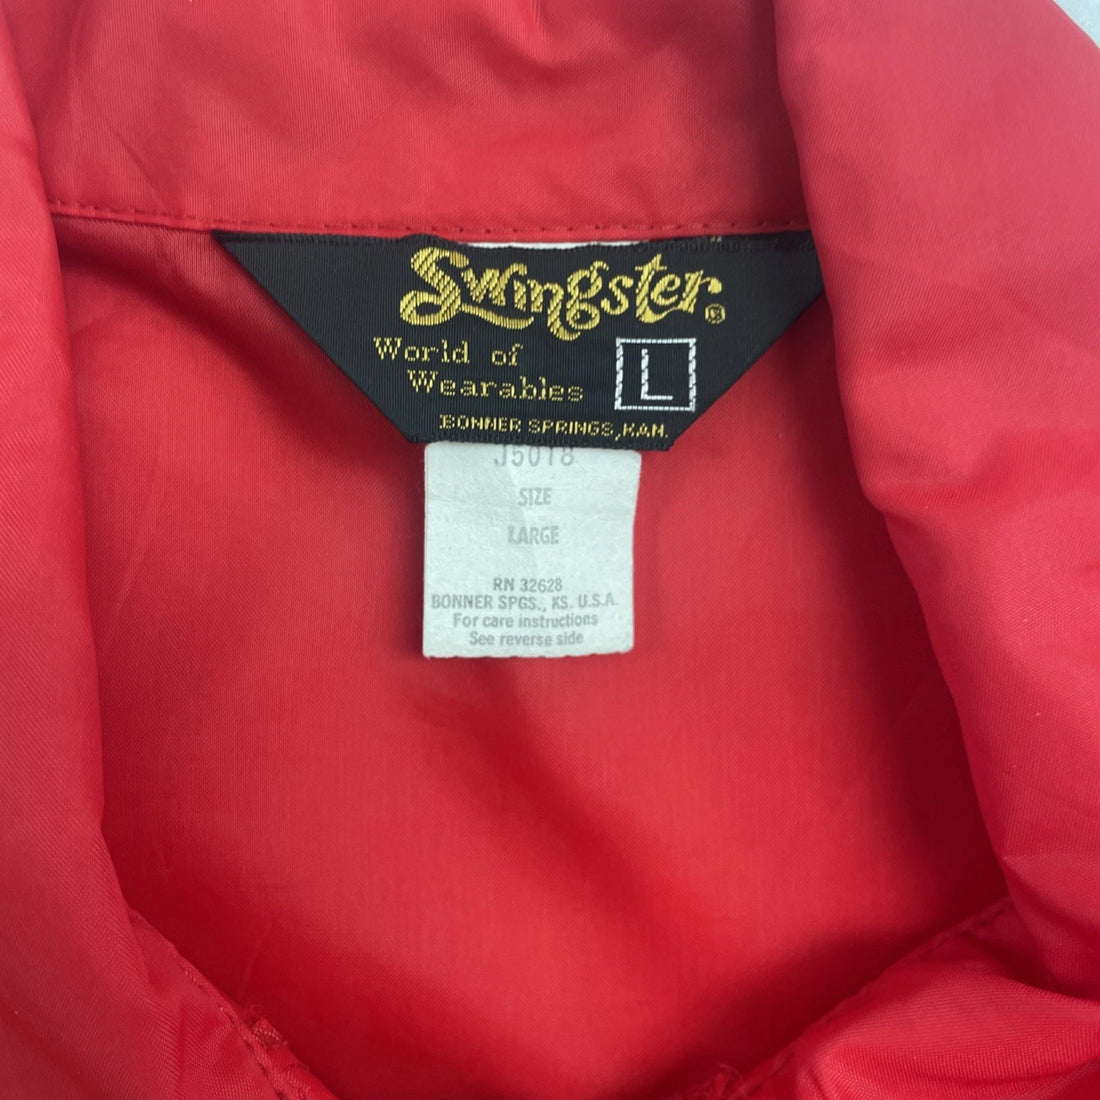 Swingster®
World of
Wearables
L
BONNER SPRINGS, KAN.
J5018
SIZE
LARGE
RN 32628
BONNER SPGS., KS. U.S.A.
For care instructions
See reverse side